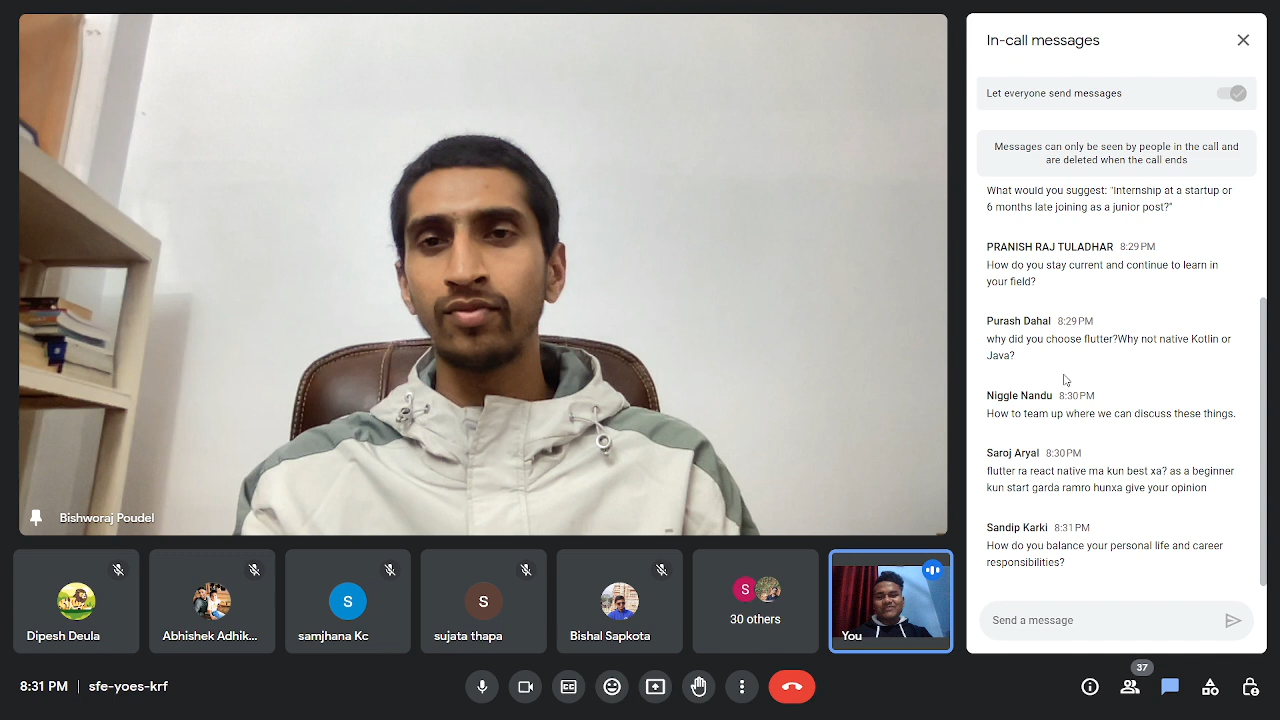 In-call messages
Let everyone send messages
Messages can only be seen by people in the call and
are deleted when the call ends
What would you suggest: "Internship at a startup or
6 months late joining as a junior post?"
PRANISH RAJ TULADHAR 8:29 PM
How do you stay current and continue to learn in
your field?
Purash Dahal 8:29 PM
why did you choose flutter?Why not native Kotlin or
Java?
Niggle Nandu 8:30 PM
How to team up where we can discuss these things.
Saroj Aryal 8:30 PM
flutter ra react native ma kun best xa? as a beginner
kun start garda ramro hunxa give your opinion
Sandip Karki 8:31 PM
How do you balance your personal life and career
responsibilities?
Send a message
Bishworaj Poudel
Dipesh Deula
Abhishek Adhik...
S
samjhana Kc
S
sujata thapa
Bishal Sapkota
S
30 others
You
8:31 PM | sfe-yoes-krf
37